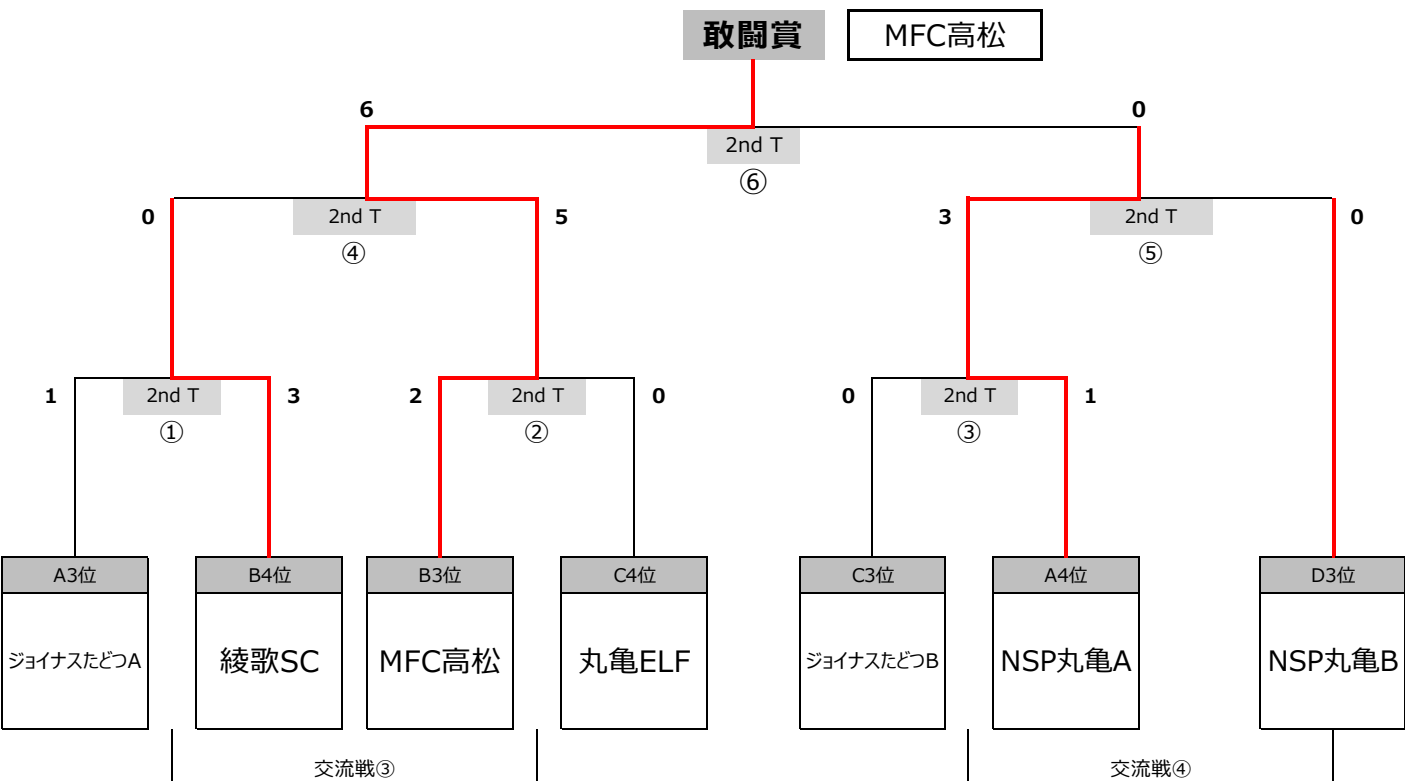 敢闘賞 MFC高松
6 0
2nd T
⑥
0 2nd T 5 3 2nd T 0
④ ⑤
1 2nd T 3 2 2nd T 0 0 2nd T 1
① ② ③
A3位 B4位 B3位 C4位 C3位 A4位 D3位
ジョイナスたどつA 綾歌SC MFC高松 丸亀ELF ジョイナスたどつB NSP丸亀A NSP丸亀B
交流戦③ 交流戦④